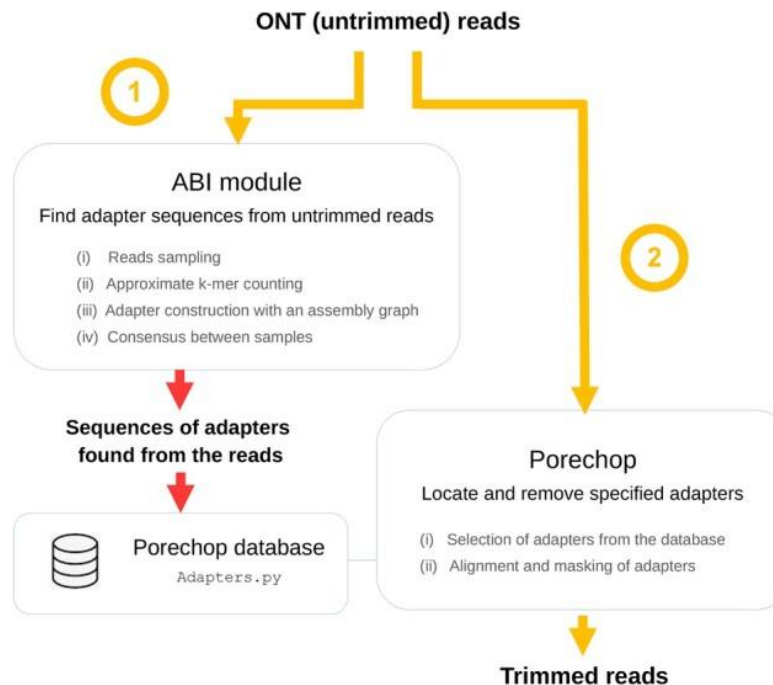 ONT (untrimmed) reads
1
ABI module
Find adapter sequences from untrimmed reads
(i) Reads sampling
(ii) Approximate k-mer counting
(iii) Adapter construction with an assembly graph
(iv) Consensus between samples
2
Sequences of adapters
found from the reads
Porechop database
Adapters.py
Porechop
Locate and remove specified adapters
(i) Selection of adapters from the database
(ii) Alignment and masking of adapters
Trimmed reads